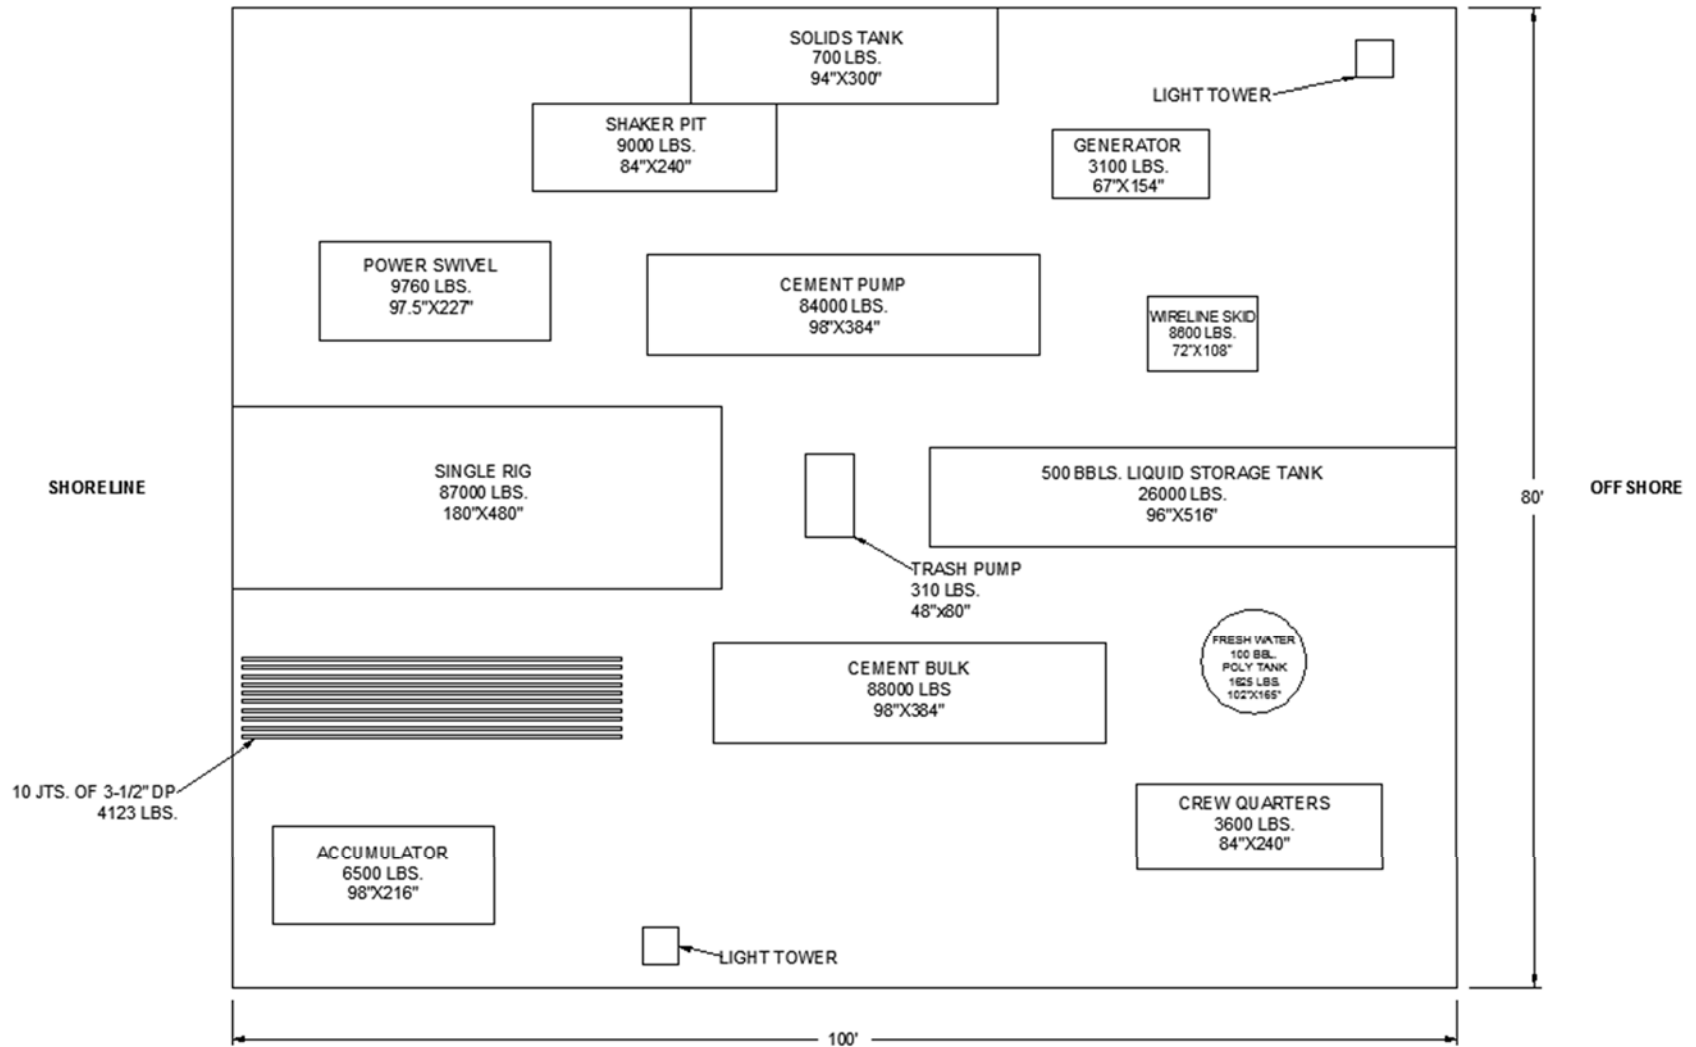 SOLIDS TANK
700 LBS.
94"X300"
LIGHT TOWER
SHAKER PIT
9000 LBS.
84"X240"
GENERATOR
3100 LBS.
67"X154"
POWER SWIVEL
9760 LBS.
97.5"X227"
CEMENT PUMP
84000 LBS.
98"X384"
WIRELINE SKID
8600 LBS.
72"X108"
SHORELINE
SINGLE RIG
87000 LBS.
180"X480"
500 BBLS. LIQUID STORAGE TANK
26000 LBS.
96"X516"
80'
OFFSHORE
TRASH PUMP
310 LBS.
48"x80"
FRESH WATER
100 BBL.
POLY TANK
1625 LBS.
102"X165"
CEMENT BULK
88000 LBS
98"X384"
10 JTS. OF 3-1/2" DP
4123 LBS.
CREW QUARTERS
3600 LBS.
84"X240"
ACCUMULATOR
6500 LBS.
98"X216"
LIGHT TOWER
100'